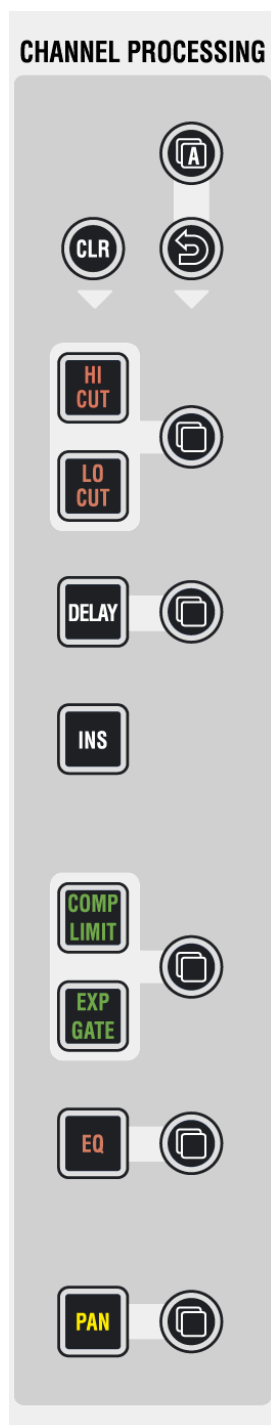 CHANNEL PROCESSING
A
CLR
HI
CUT
LO
CUT
DELAY
INS
COMP
LIMIT
EXP
GATE
EQ
PAN